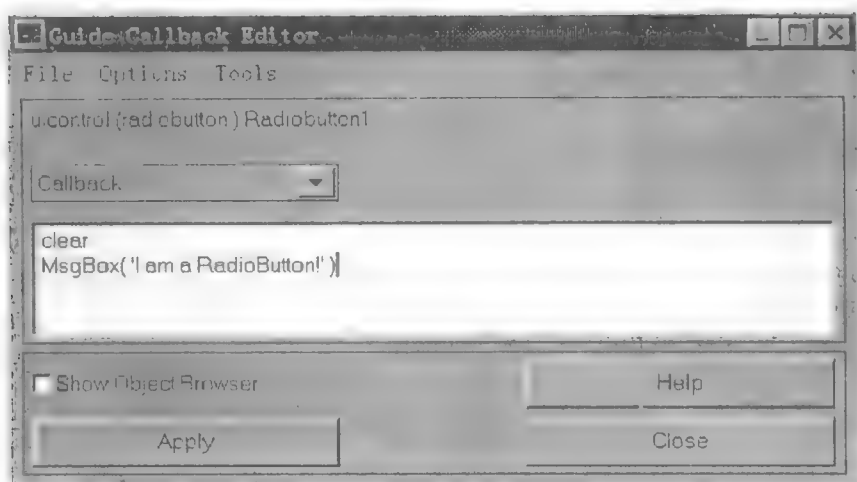 Guide Callback Editor
File Options Tools
uicontrol (radiobutton ) Radiobutton1
Callback
clear
MsgBox( 'I am a RadioButton!' )
Show Object Browser
Help
Apply
Close